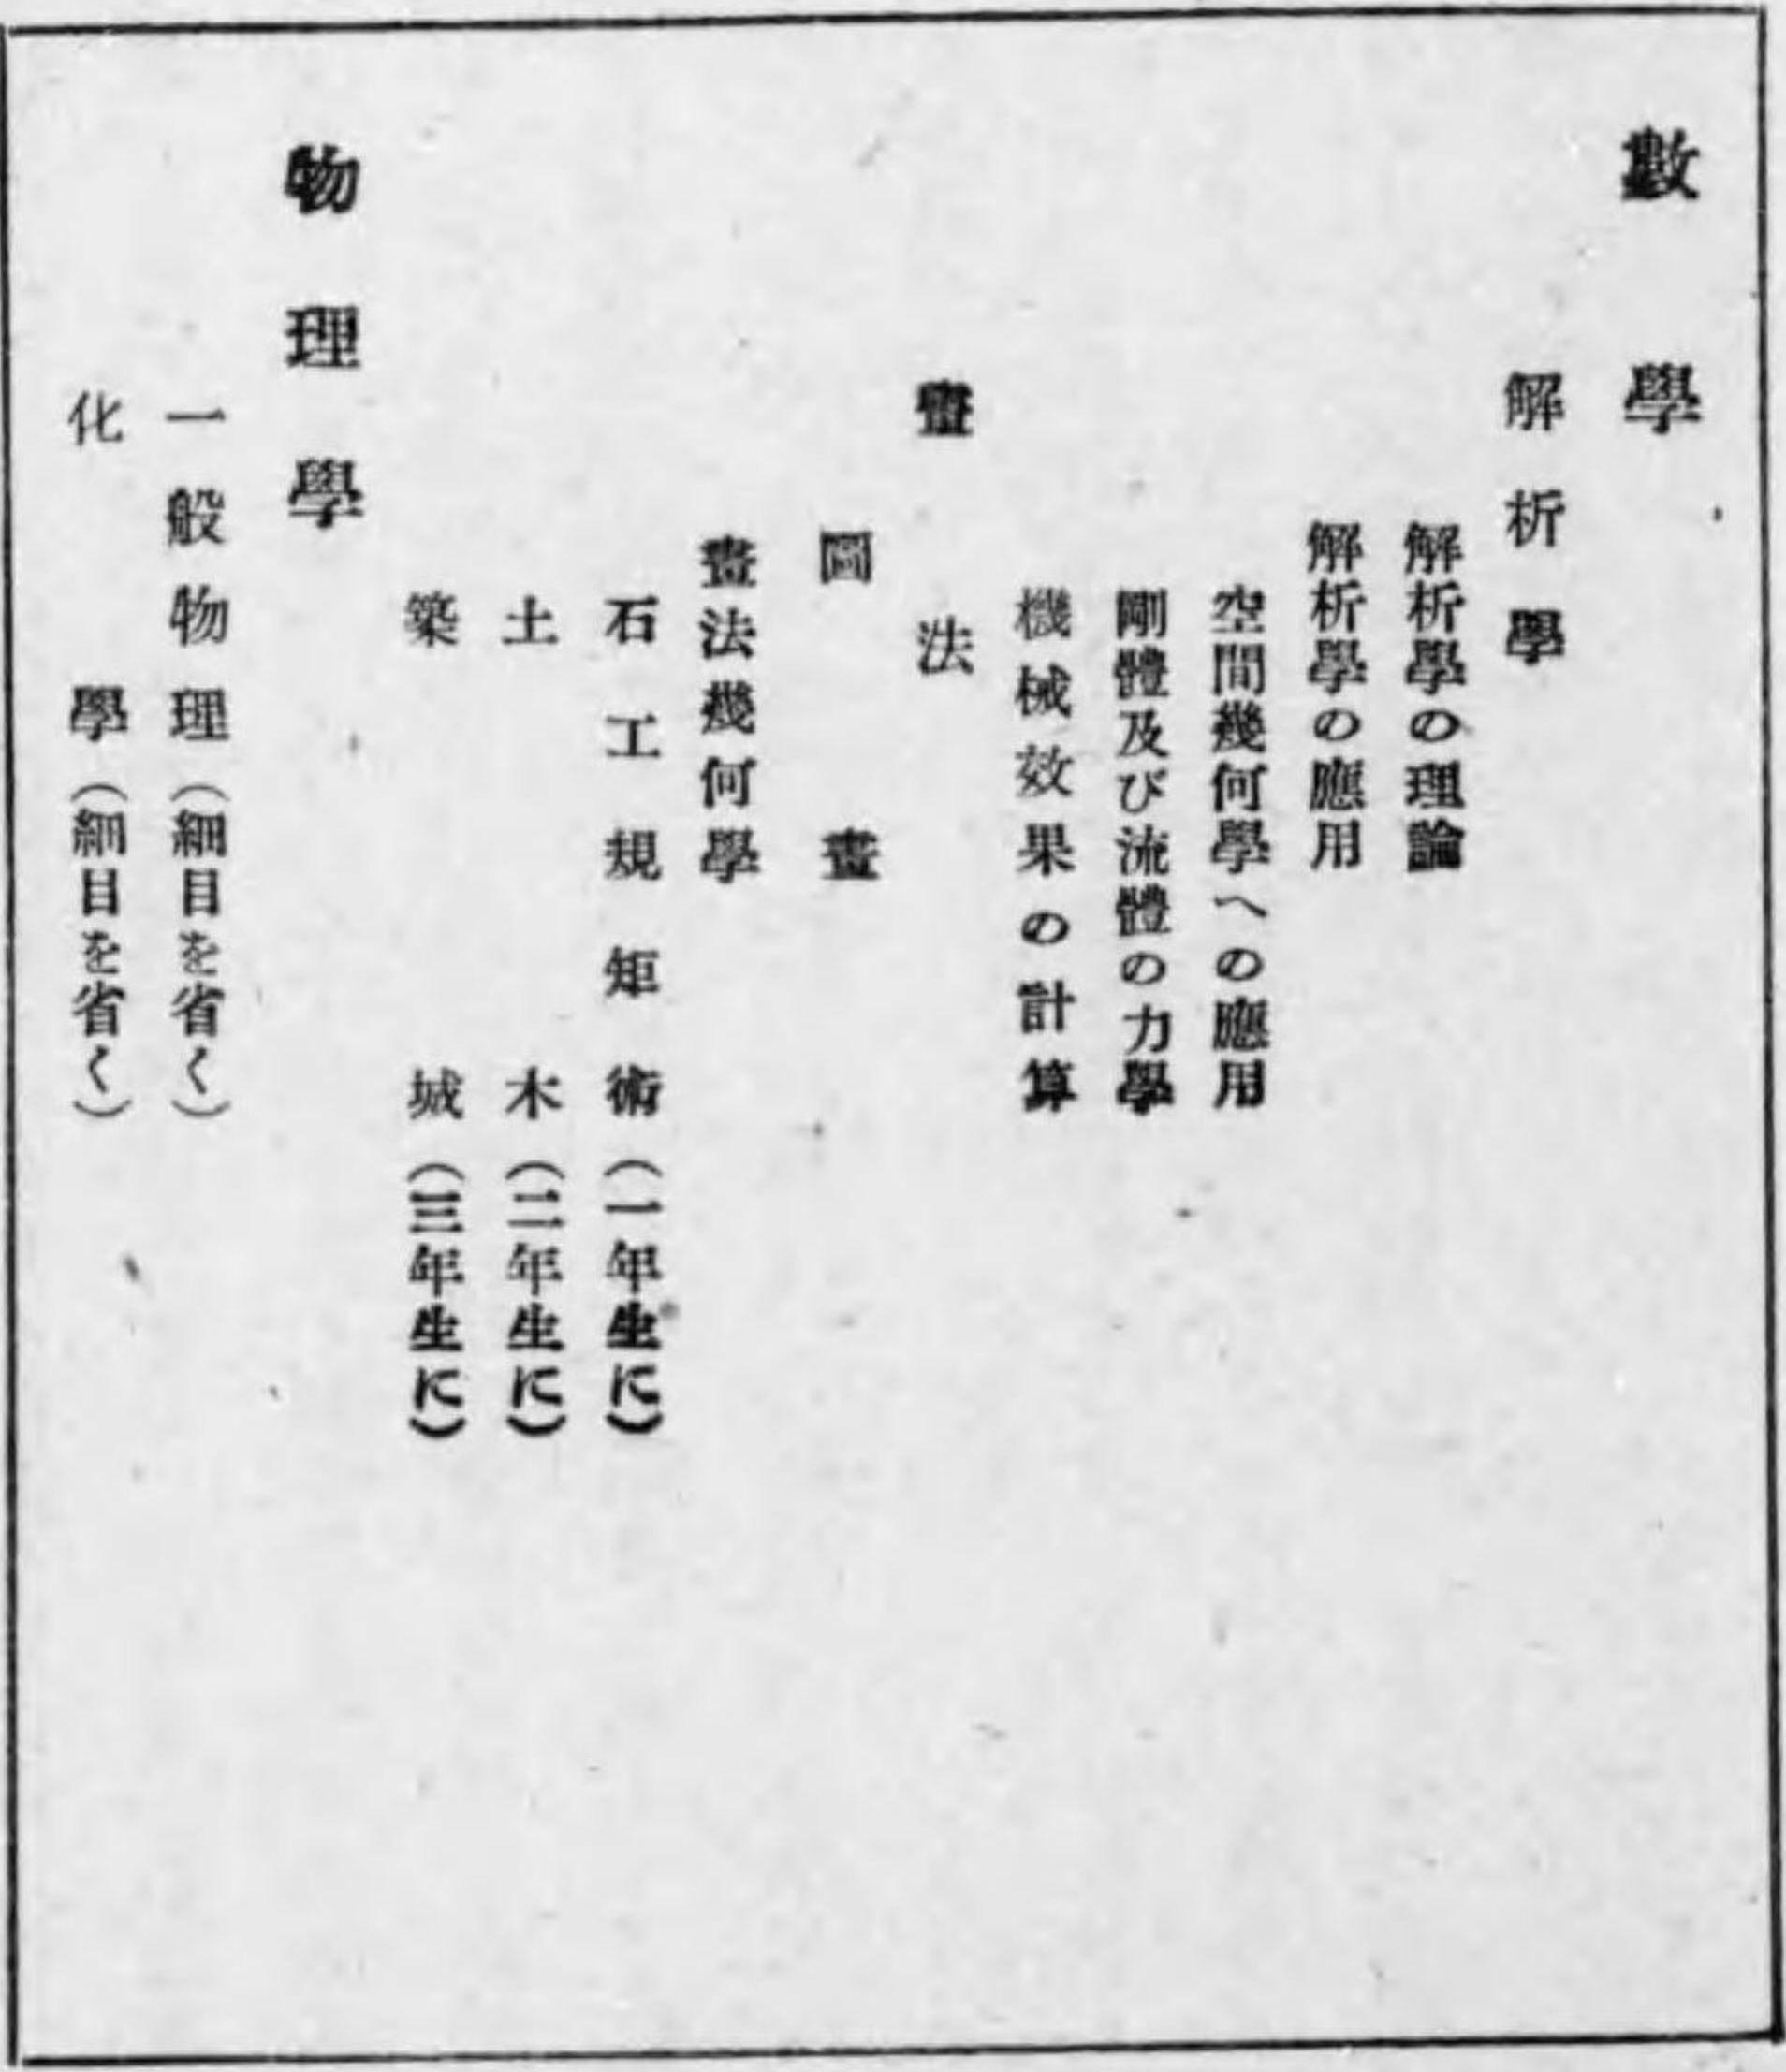 數學
解析學
解析學の理論
解析學の應用
空間幾何學への應用
剛體及び流體の力學
機械效果の計算
畫法
圖畫
畫法幾何學
石工規矩術(一年生に)
土木(二年生に)
築城(三年生に)
物理學
一般物理(細目を省く)
化學(細目を省く)